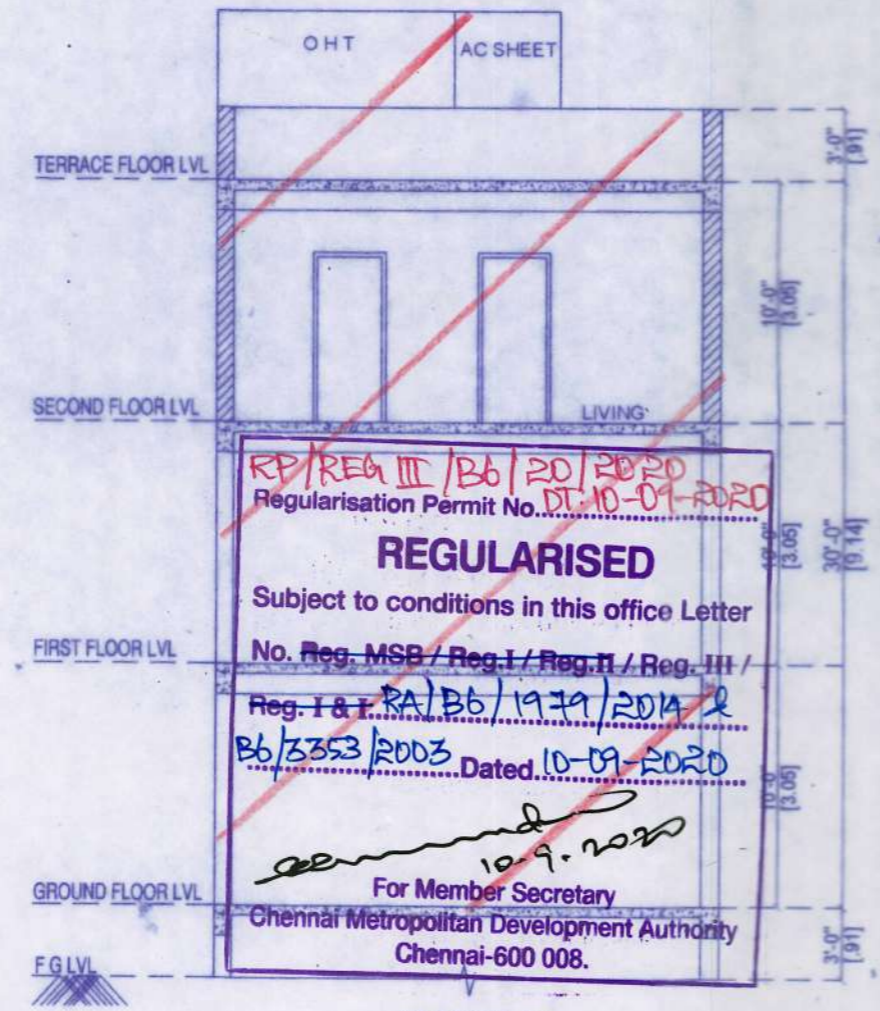 OHT
AC SHEET
TERRACE FLOOR LVL
3'-0"
[.91]
10'-0"
[3.05]
SECOND FLOOR LVL
LIVING
RP/REG III/B6/20/2020
Regularisation Permit No. DT: 10-09-2020
REGULARISED
Subject to conditions in this office Letter
10'-0"
[3.05]
30'-0"
[9.14]
FIRST FLOOR LVL
No. Reg. MSB / Reg.I / Reg.II / Reg. III /
Reg. I & I. RA/B6/1979/2014 &
B6/3353/2003 Dated 10-09-2020
10'-0"
[3.05]
10-9-2020
GROUND FLOOR LVL
For Member Secretary
Chennai Metropolitan Development Authority
Chennai-600 008.
3'-0"
[.91]
F G LVL